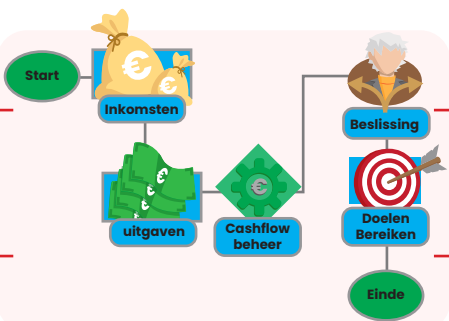 Start
Inkomsten
uitgaven
Cashflow
beheer
Beslissing
Doelen
Bereiken
Einde